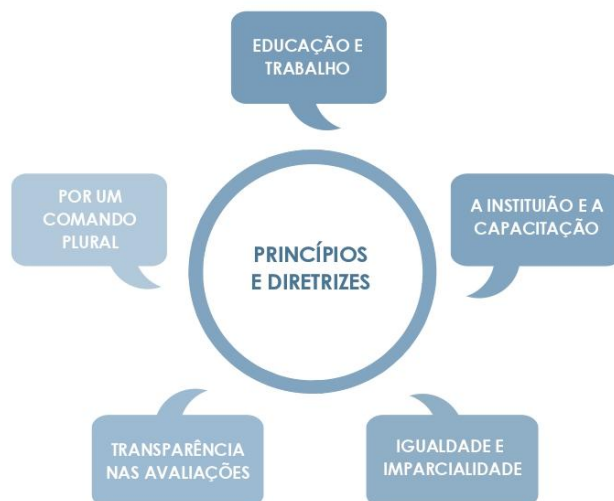 EDUCAÇÃO E
TRABALHO
POR UM
COMANDO
PLURAL
A INSTITUIÃO E A
CAPACITAÇÃO
PRINCÍPIOS
E DIRETRIZES
TRANSPARÊNCIA
NAS AVALIAÇÕES
IGUALDADE E
IMPARCIALIDADE